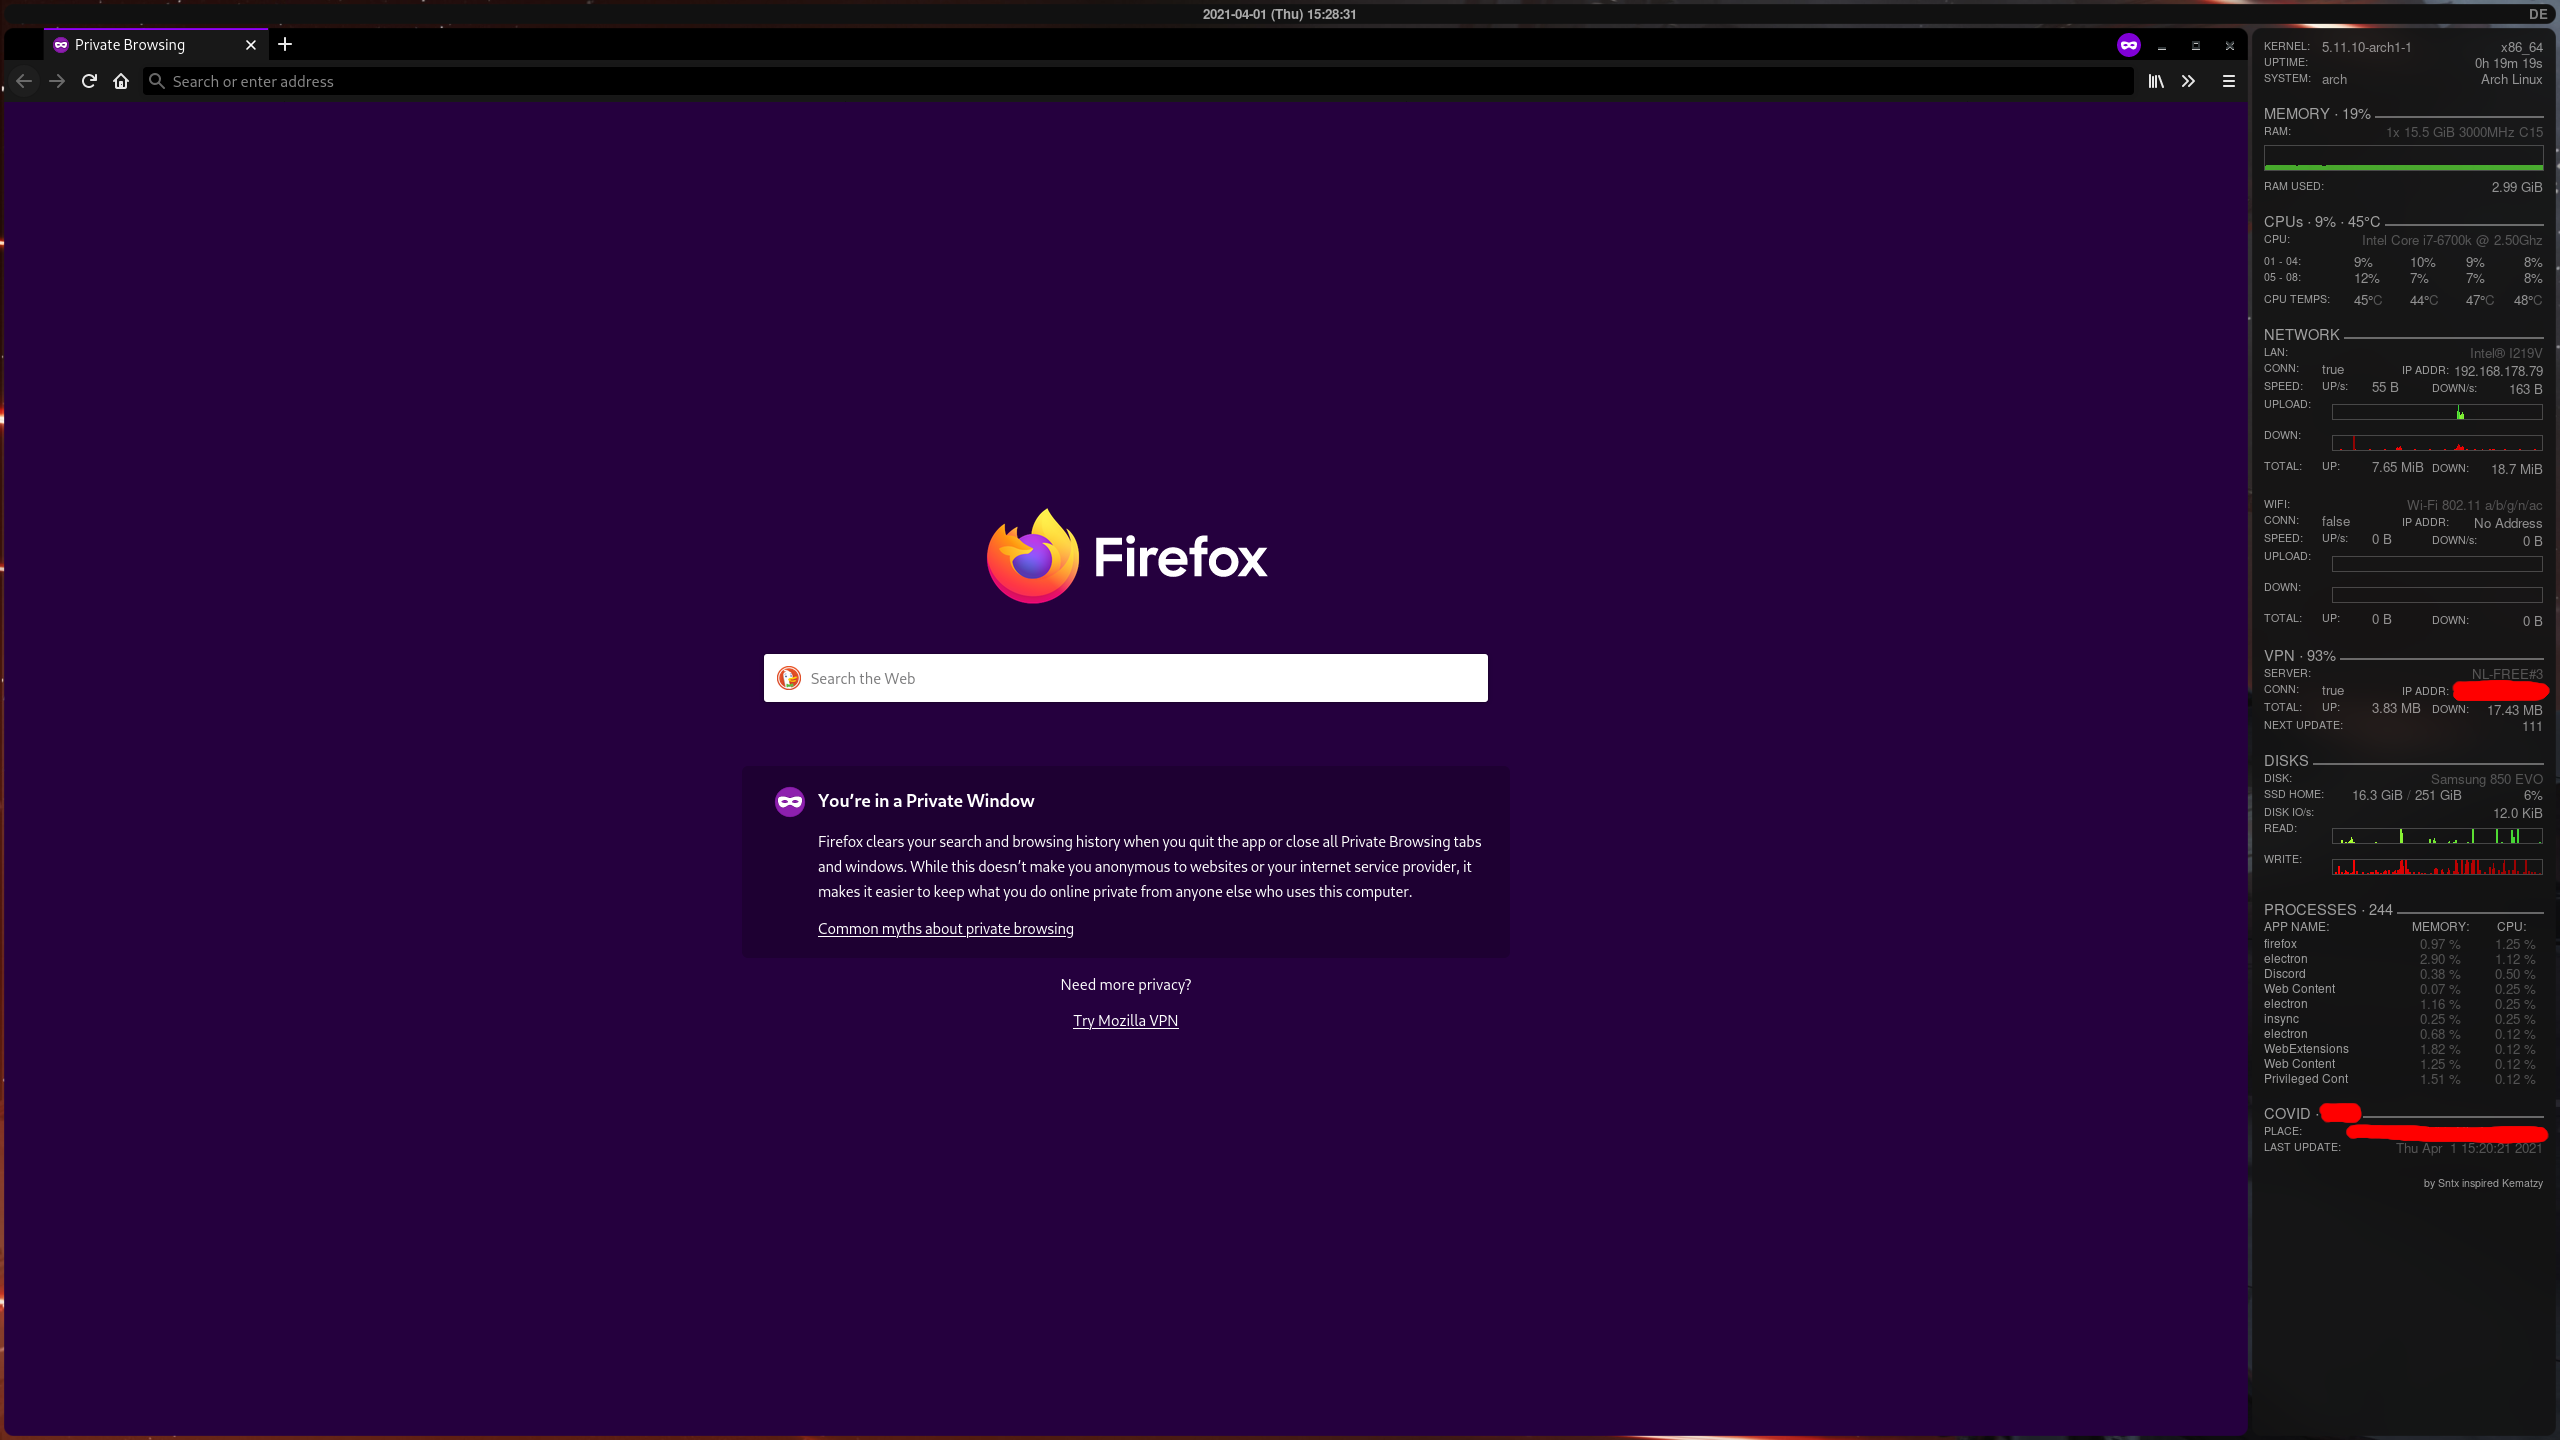 2021-04-01 (Thu) 15:28:31
DE
Private Browsing
Search or enter address
Firefox
Search the Web
You’re in a Private Window
Firefox clears your search and browsing history when you quit the app or close all Private Browsing tabs
and windows. While this doesn’t make you anonymous to websites or your internet service provider, it
makes it easier to keep what you do online private from anyone else who uses this computer.
Common myths about private browsing
Need more privacy?
Try Mozilla VPN
KERNEL: 5.11.10-arch1-1 x86_64
UPTIME: 0h 19m 19s
SYSTEM: arch Arch Linux
MEMORY · 19%
RAM: 1x 15.5 GiB 3000MHz C15
RAM USED: 2.99 GiB
CPUs · 9% · 45°C
CPU: Intel Core i7-6700k @ 2.50Ghz
01 - 04: 9% 10% 9% 8%
05 - 08: 12% 7% 7% 8%
CPU TEMPS: 45°C 44°C 47°C 48°C
NETWORK
LAN: Intel® I219V
CONN: true IP ADDR: 192.168.178.79
SPEED: UP/s: 55 B DOWN/s: 163 B
UPLOAD:
DOWN:
TOTAL: UP: 7.65 MiB DOWN: 18.7 MiB
WIFI: Wi-Fi 802.11 a/b/g/n/ac
CONN: false IP ADDR: No Address
SPEED: UP/s: 0 B DOWN/s: 0 B
UPLOAD:
DOWN:
TOTAL: UP: 0 B DOWN: 0 B
VPN · 93%
SERVER: NL-FREE#3
CONN: true IP ADDR:
TOTAL: UP: 3.83 MB DOWN: 17.43 MB
NEXT UPDATE: 111
DISKS
DISK: Samsung 850 EVO
SSD HOME: 16.3 GiB / 251 GiB 6%
DISK IO/s: 12.0 KiB
READ:
WRITE:
PROCESSES · 244
APP NAME: MEMORY: CPU:
firefox 0.97 % 1.25 %
electron 2.90 % 1.12 %
Discord 0.38 % 0.50 %
Web Content 0.07 % 0.25 %
electron 1.16 % 0.25 %
insync 0.25 % 0.25 %
electron 0.68 % 0.12 %
WebExtensions 1.82 % 0.12 %
Web Content 1.25 % 0.12 %
Privileged Cont 1.51 % 0.12 %
COVID ·
PLACE:
LAST UPDATE: Thu Apr 1 15:20:21 2021
by Sntx inspired Kematzy